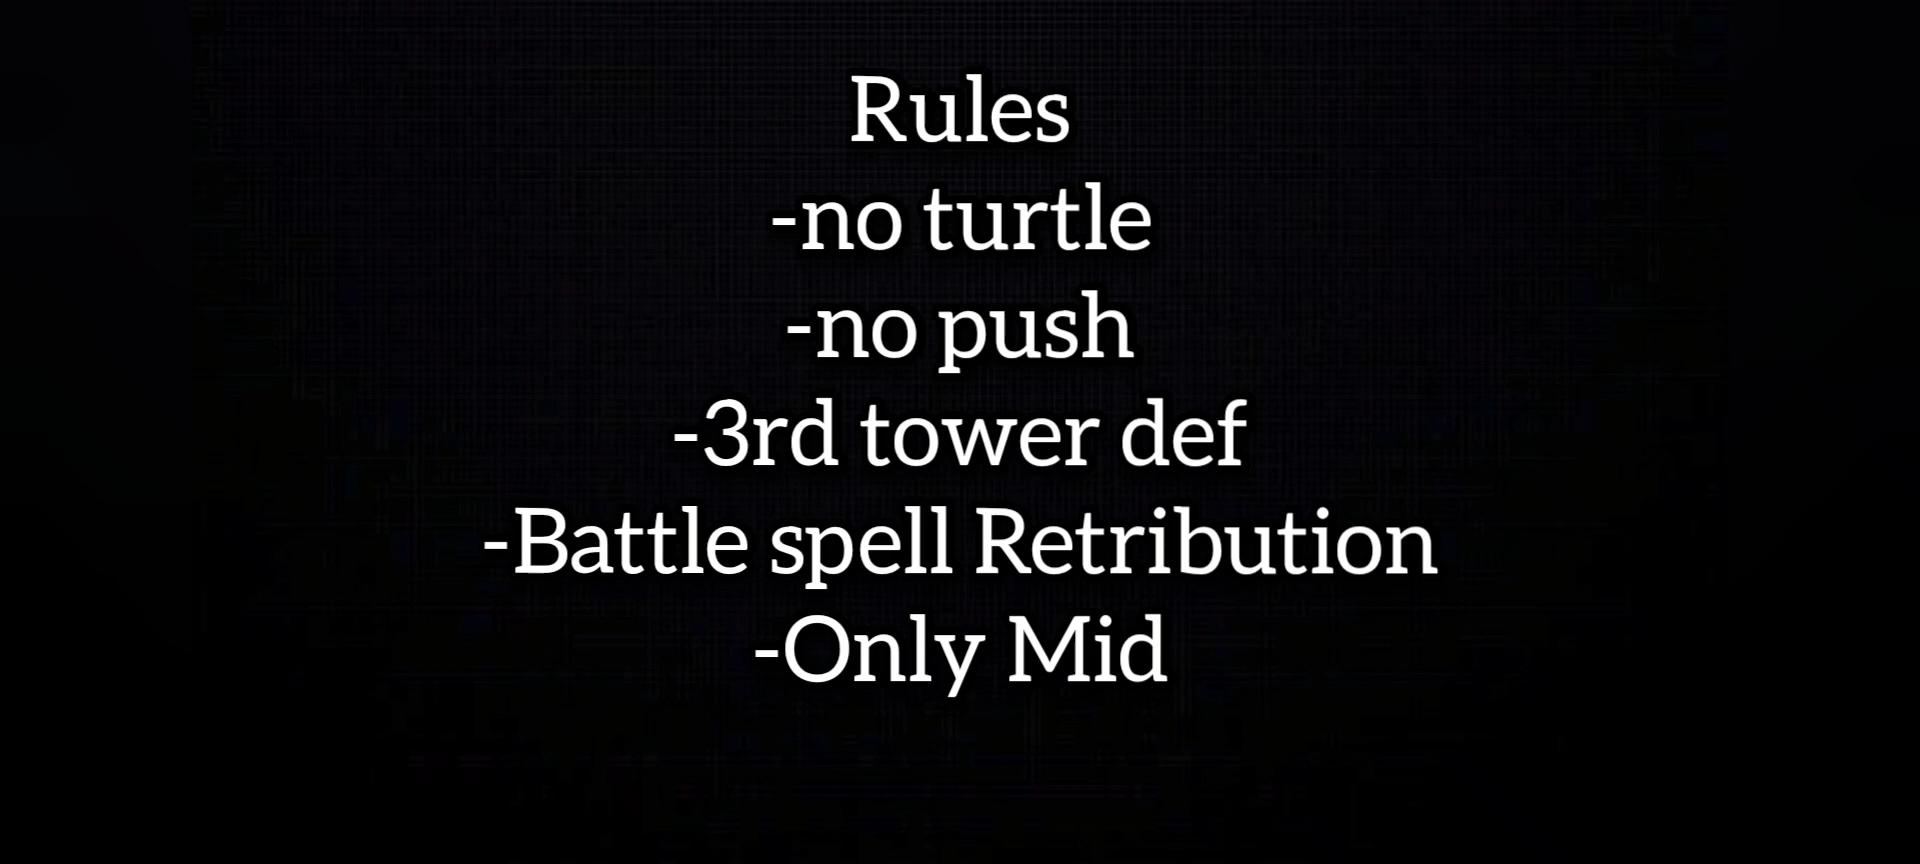 Rules
-no turtle
-no push
-3rd tower def
-Battle spell Retribution
-Only Mid